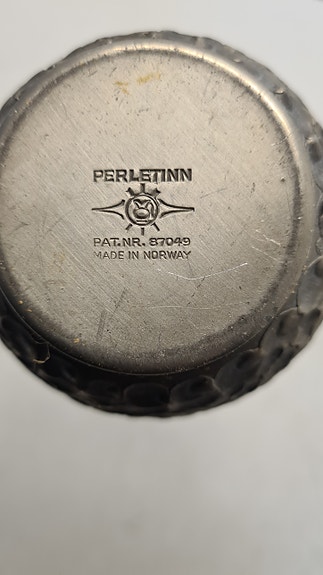 PERLETINN
PAT.NR. 87049
MADE IN NORWAY